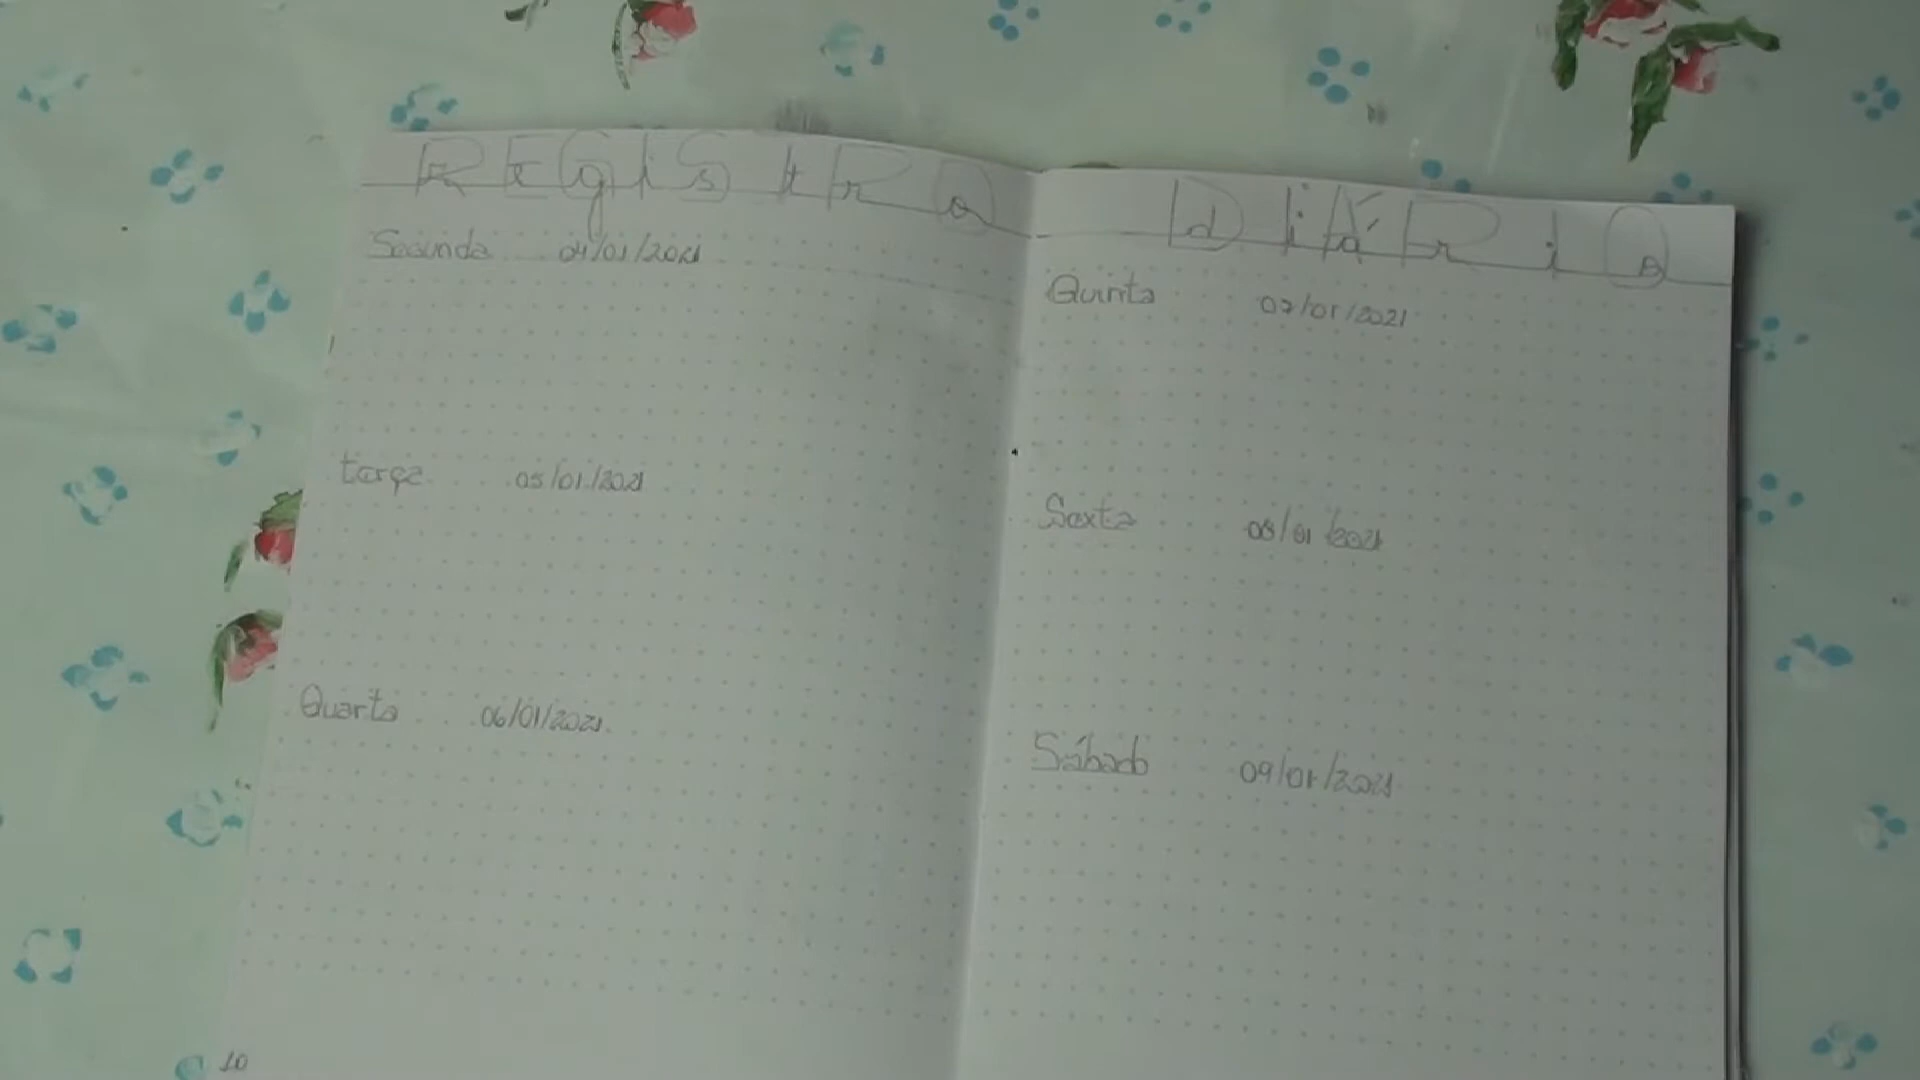 REGISTRO
Segunda 04/01/2021
terça 05/01/2021
Quarta 06/01/2021
10
DIÁRIO
Quinta 07/01/2021
Sexta 08/01/2021
Sábado 09/01/2021